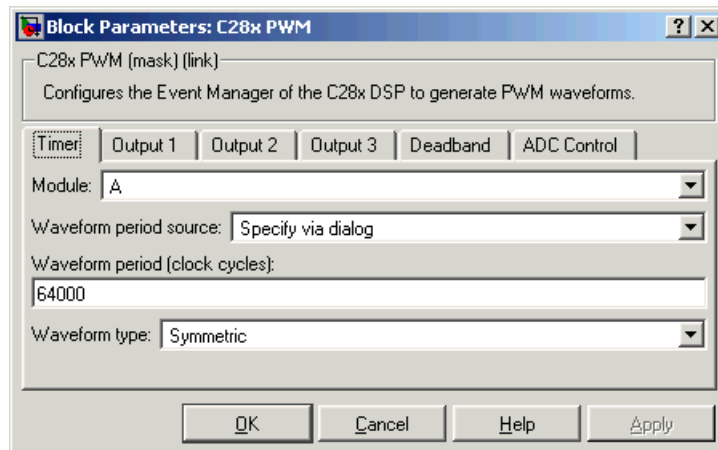 Block Parameters: C28x PWM
C28x PWM (mask) (link)
Configures the Event Manager of the C28x DSP to generate PWM waveforms.
Timer Output 1 Output 2 Output 3 Deadband ADC Control
Module: A
Waveform period source: Specify via dialog
Waveform period (clock cycles):
64000
Waveform type: Symmetric
OK Cancel Help Apply